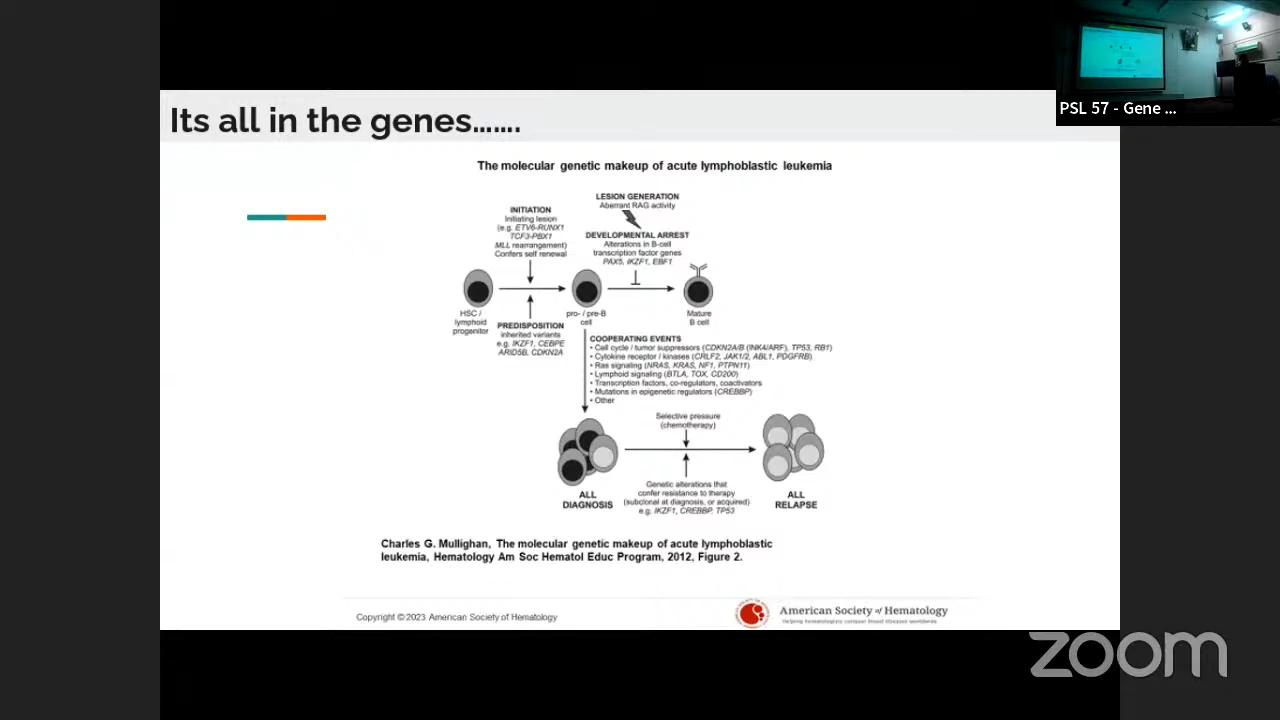 PSL 57 - Gene ...
Its all in the genes.......
The molecular genetic makeup of acute lymphoblastic leukemia
LESION GENERATION
Aberrant RAG activity
INITIATION
Initiating lesion
(e.g. ETV6-RUNX1
TCF3-PBX1
MLL rearrangement)
Confers self renewal
DEVELOPMENTAL ARREST
Alterations in B-cell
transcription factor genes
PAX5, IKZF1, EBF1
HSC /
lymphoid
progenitor
pro- / pre-B
cell
Mature
B cell
PREDISPOSITION
inherited variants
e.g. IKZF1, CEBPE
ARID5B, CDKN2A
COOPERATING EVENTS
• Cell cycle / tumor suppressors (CDKN2A/B (INK4/ARF), TP53, RB1)
• Cytokine receptor / kinases (CRLF2, JAK1/2, ABL1, PDGFRB)
• Ras signaling (NRAS, KRAS, NF1, PTPN11)
• Lymphoid signaling (BTLA, TOX, CD200)
• Transcription factors, co-regulators, coactivators
• Mutations in epigenetic regulators (CREBBP)
• Other
Selective pressure
(chemotherapy)
Genetic alterations that
confer resistance to therapy
(subclonal at diagnosis, or acquired)
e.g. IKZF1, CREBBP, TP53
ALL
DIAGNOSIS
ALL
RELAPSE
Charles G. Mullighan, The molecular genetic makeup of acute lymphoblastic
leukemia, Hematology Am Soc Hematol Educ Program, 2012, Figure 2.
Copyright © 2023 American Society of Hematology
American Society of Hematology
Helping hematologists conquer blood diseases worldwide
zoom